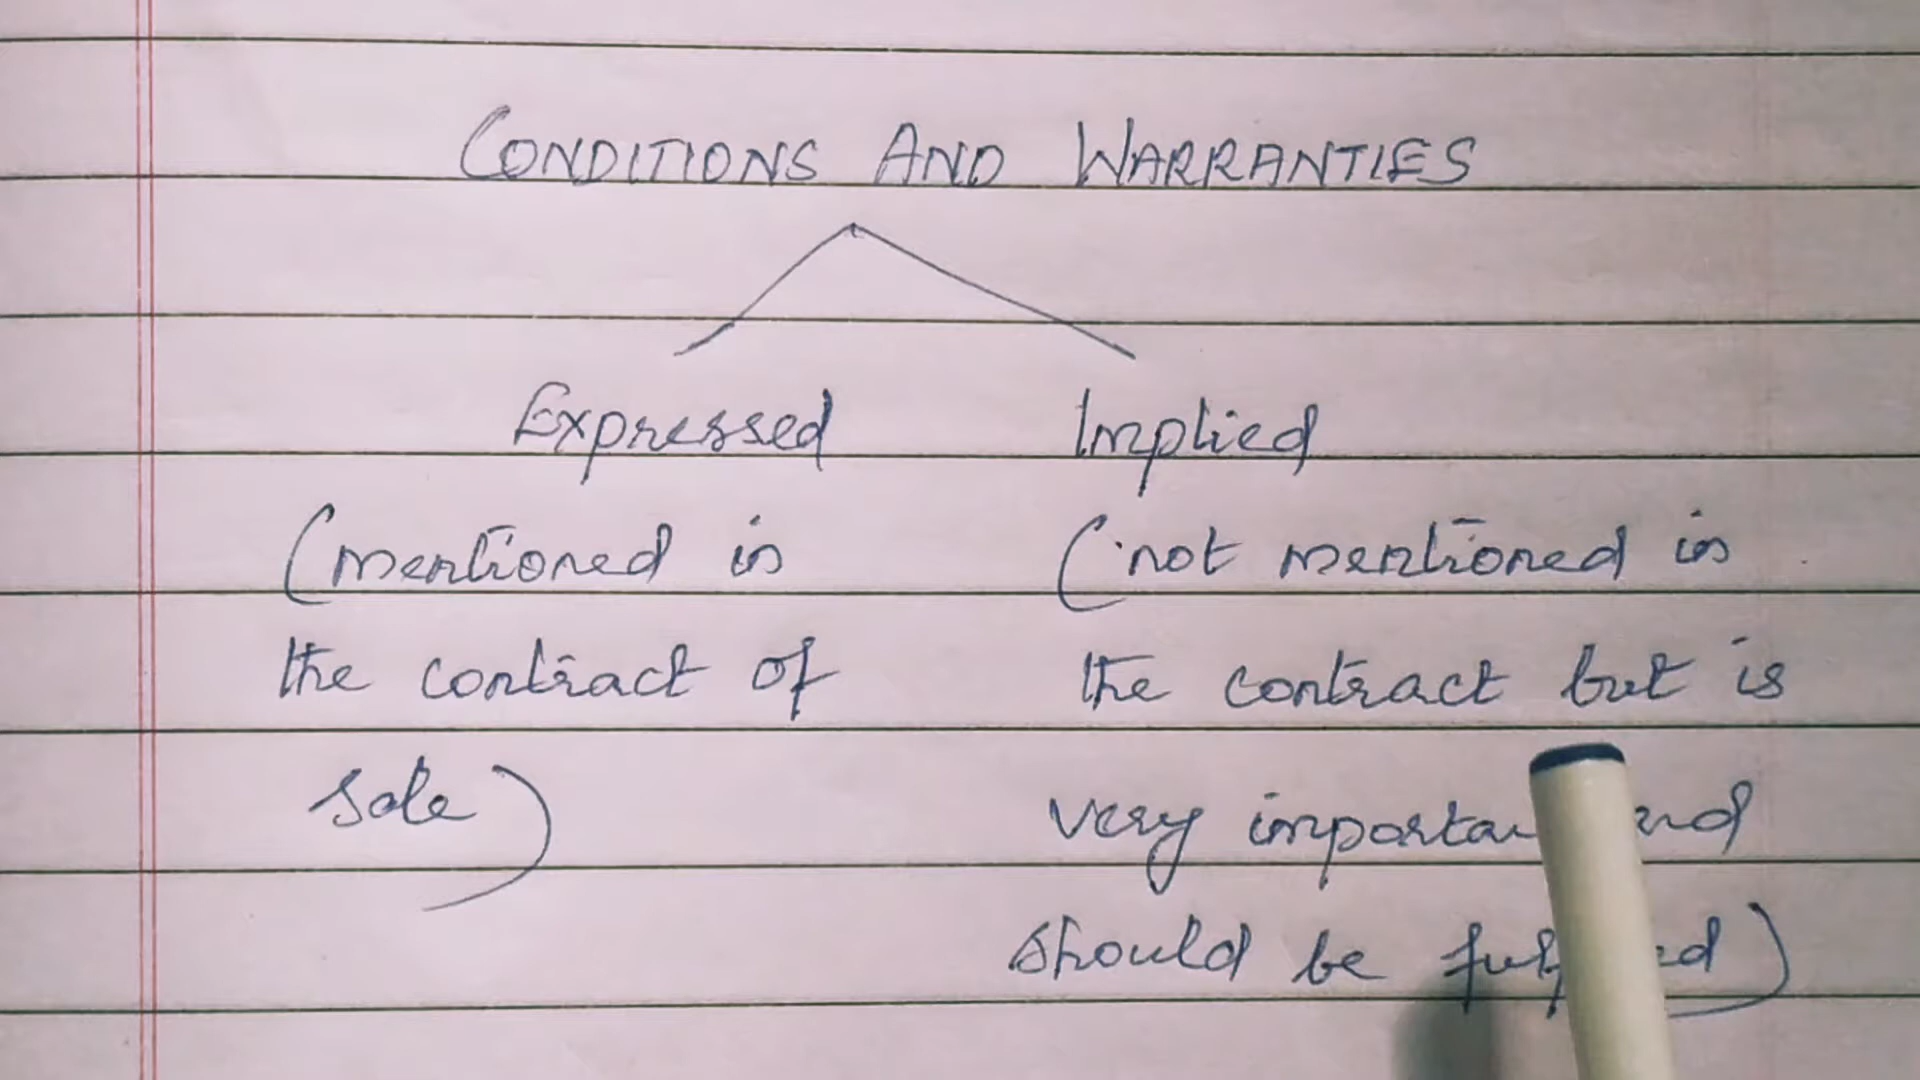 CONDITIONS AND WARRANTIES
Expressed
Implied
(mentioned in
the contract of
sale)
(not mentioned in
the contract but is
very
should be )